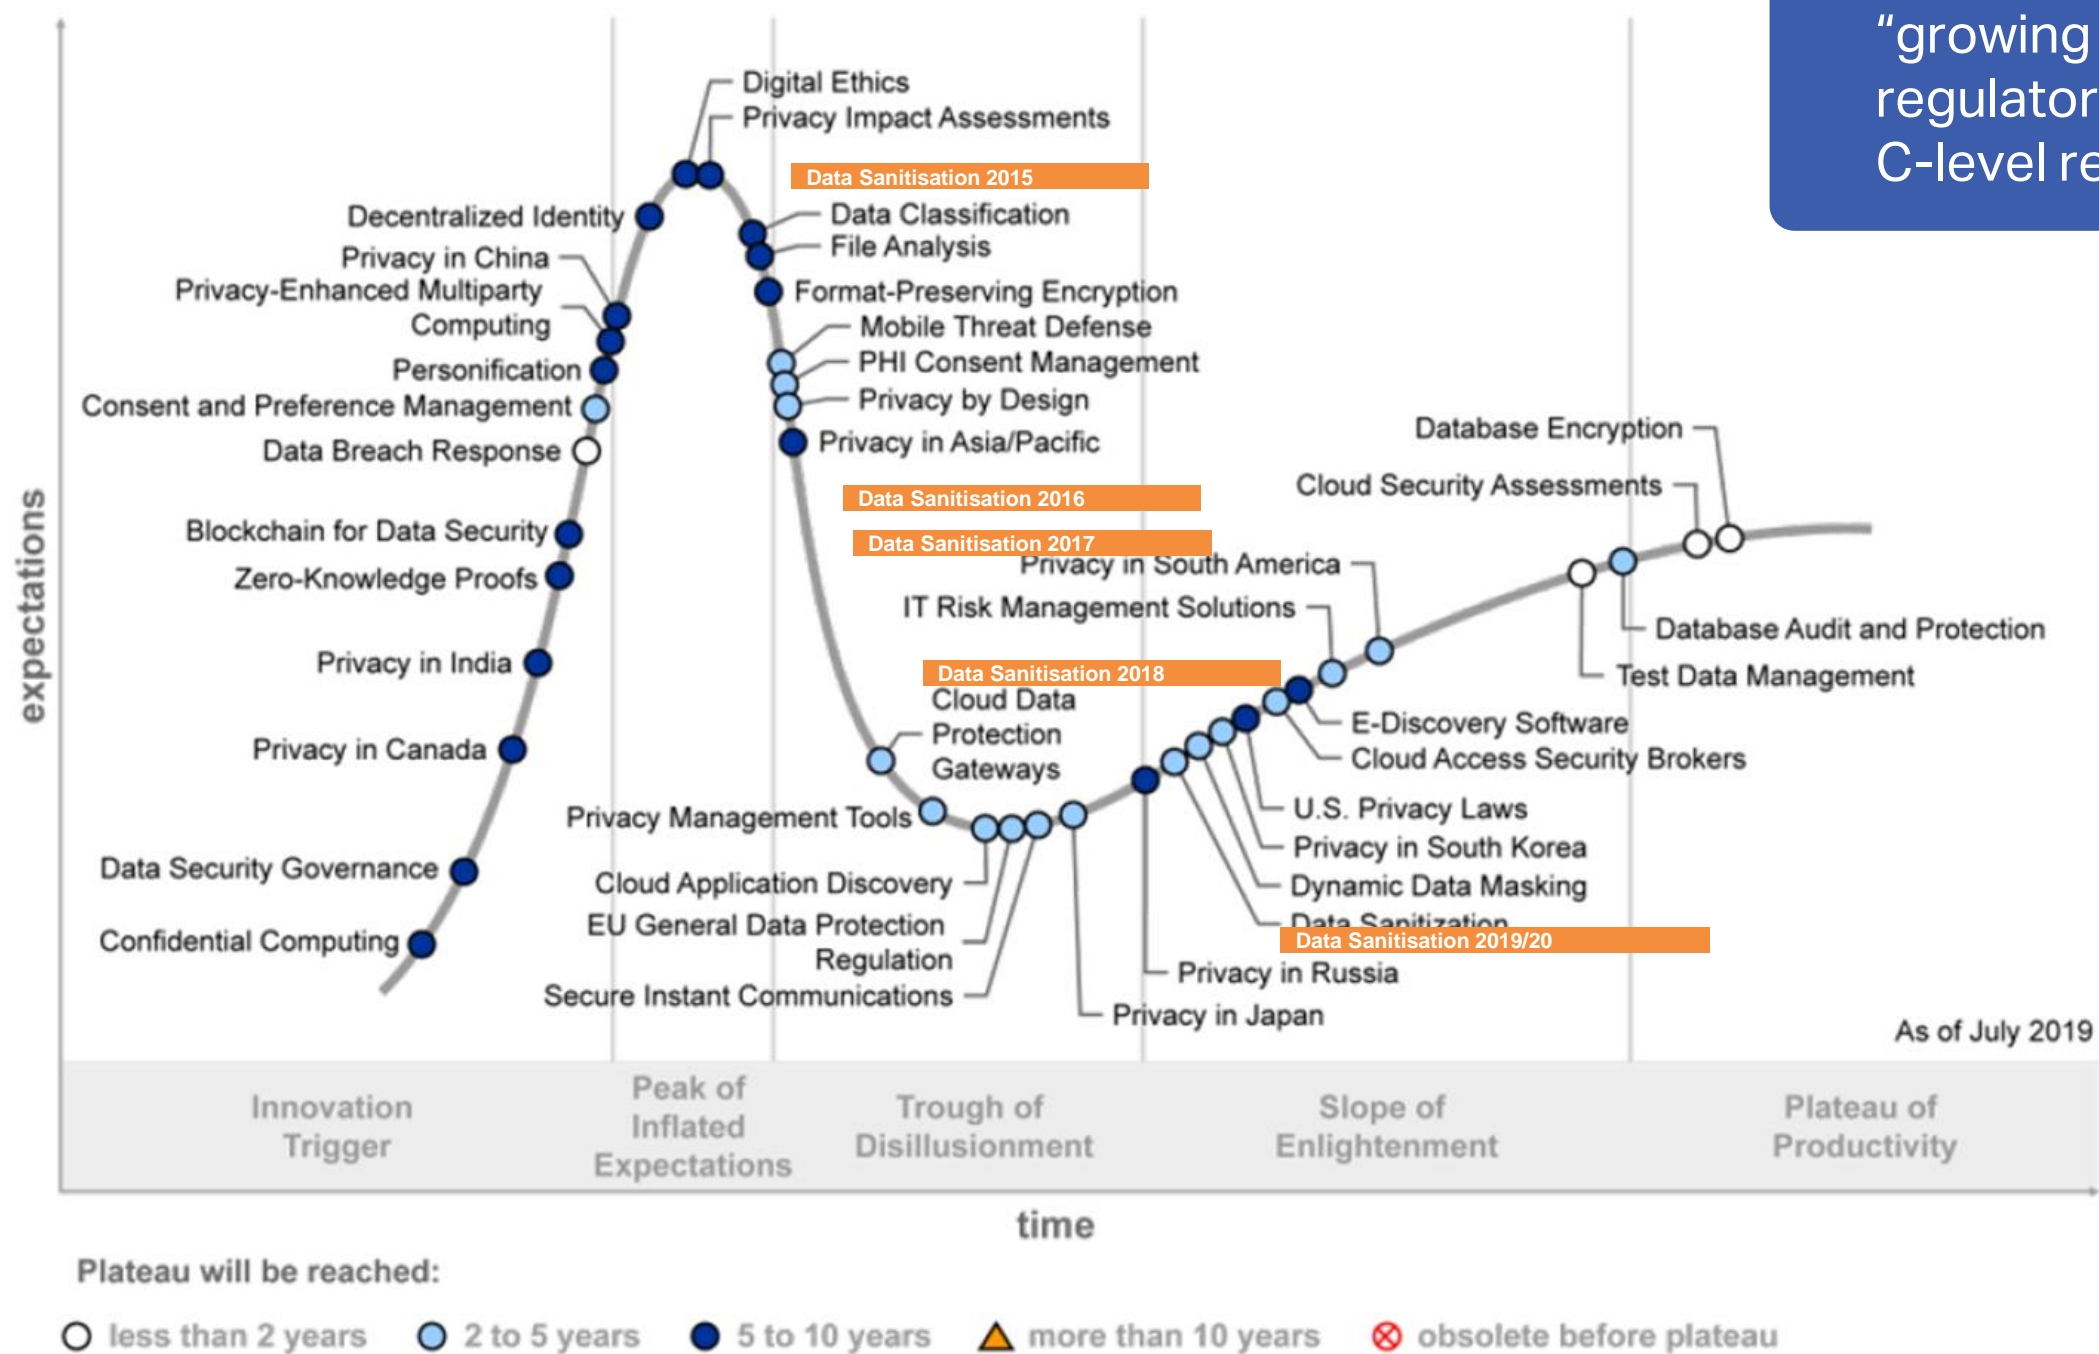 “growing
regulator
C-level re
Digital Ethics
Privacy Impact Assessments
Data Sanitisation 2015
Decentralized Identity
Data Classification
File Analysis
Privacy in China
Privacy-Enhanced Multiparty
Computing
Format-Preserving Encryption
Mobile Threat Defense
PHI Consent Management
Personification
Privacy by Design
Consent and Preference Management
Privacy in Asia/Pacific
Data Breach Response
Database Encryption
Cloud Security Assessments
Data Sanitisation 2016
Blockchain for Data Security
Data Sanitisation 2017
Privacy in South America
Zero-Knowledge Proofs
IT Risk Management Solutions
Database Audit and Protection
Privacy in India
Data Sanitisation 2018
Test Data Management
Cloud Data
Protection
Gateways
E-Discovery Software
Privacy in Canada
Cloud Access Security Brokers
U.S. Privacy Laws
Privacy Management Tools
Privacy in South Korea
Data Security Governance
Cloud Application Discovery
Dynamic Data Masking
EU General Data Protection
Regulation
Data Sanitization
Data Sanitisation 2019/20
Confidential Computing
Privacy in Russia
Secure Instant Communications
Privacy in Japan
As of July 2019
expectations
Innovation
Trigger
Peak of
Inflated
Expectations
Trough of
Disillusionment
Slope of
Enlightenment
Plateau of
Productivity
time
Plateau will be reached:
less than 2 years
2 to 5 years
5 to 10 years
more than 10 years
obsolete before plateau